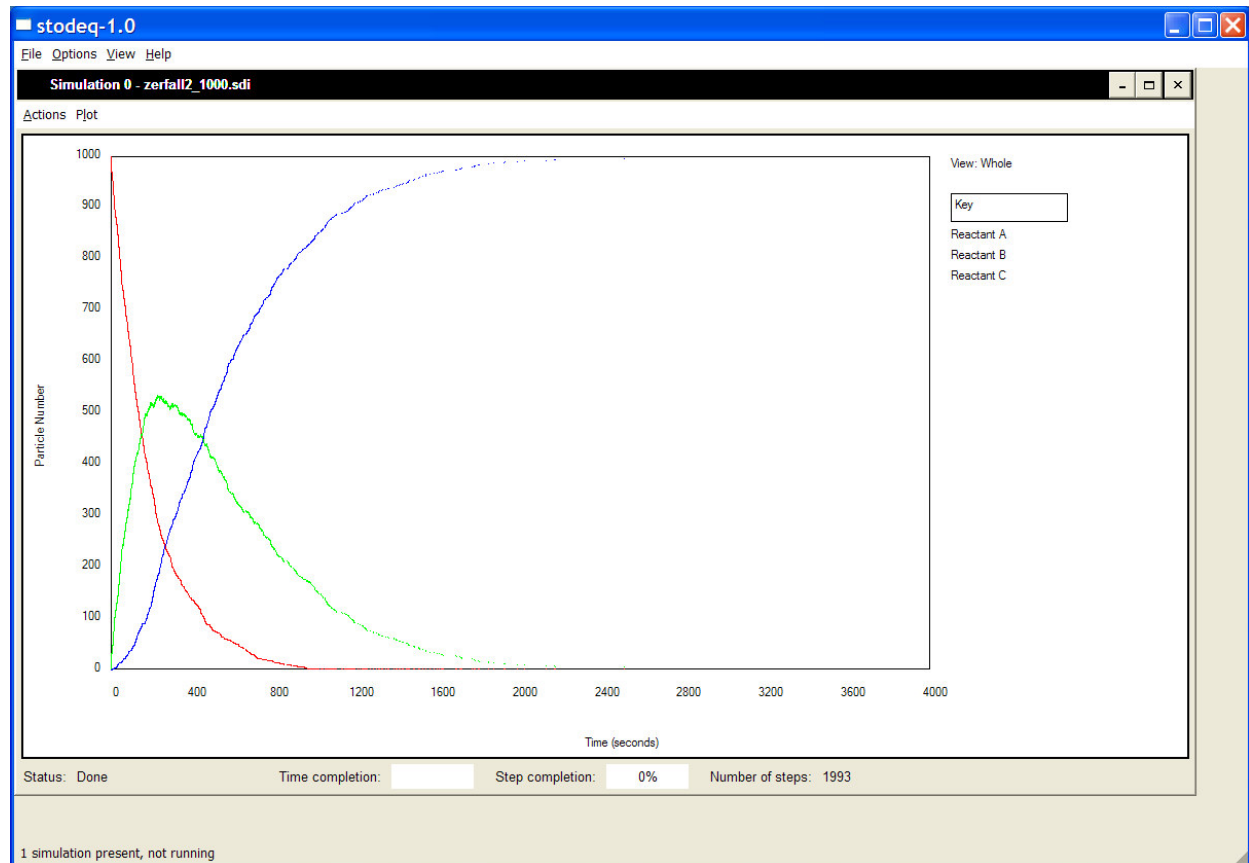 stodeq-1.0
File Options View Help
Simulation 0 - zerfall2_1000.sdi
Actions Plot
1000
900
800
700
600
500
400
300
200
100
0
Particle Number
0 400 800 1200 1600 2000 2400 2800 3200 3600 4000
Time (seconds)
View: Whole
Key
Reactant A
Reactant B
Reactant C
Status: Done Time completion: Step completion: 0% Number of steps: 1993
1 simulation present, not running